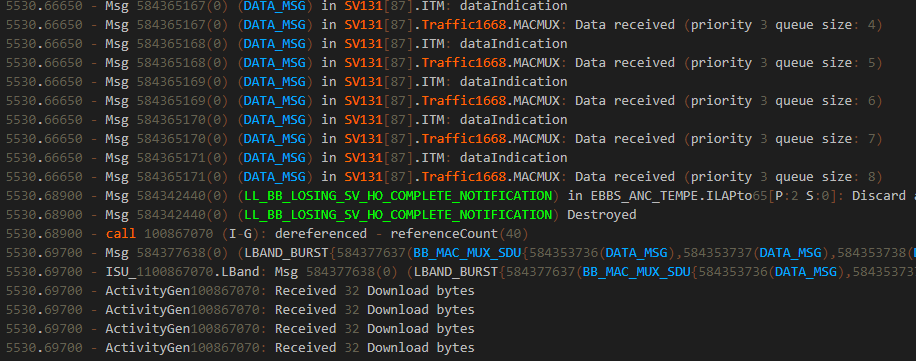 5530.66650 - Msg 584365167(0) (DATA_MSG) in SV131[87].ITM: dataIndication
5530.66650 - Msg 584365167(0) (DATA_MSG) in SV131[87].Traffic1668.MACMUX: Data received (priority 3 queue size: 4)
5530.66650 - Msg 584365168(0) (DATA_MSG) in SV131[87].ITM: dataIndication
5530.66650 - Msg 584365168(0) (DATA_MSG) in SV131[87].Traffic1668.MACMUX: Data received (priority 3 queue size: 5)
5530.66650 - Msg 584365169(0) (DATA_MSG) in SV131[87].ITM: dataIndication
5530.66650 - Msg 584365169(0) (DATA_MSG) in SV131[87].Traffic1668.MACMUX: Data received (priority 3 queue size: 6)
5530.66650 - Msg 584365170(0) (DATA_MSG) in SV131[87].ITM: dataIndication
5530.66650 - Msg 584365170(0) (DATA_MSG) in SV131[87].Traffic1668.MACMUX: Data received (priority 3 queue size: 7)
5530.66650 - Msg 584365171(0) (DATA_MSG) in SV131[87].ITM: dataIndication
5530.66650 - Msg 584365171(0) (DATA_MSG) in SV131[87].Traffic1668.MACMUX: Data received (priority 3 queue size: 8)
5530.68900 - Msg 584342440(0) (LL_BB_LOSING_SV_HO_COMPLETE_NOTIFICATION) in EBBS_ANC_TEMPE.ILAPto65[P:2 S:0]: Discard
5530.68900 - Msg 584342440(0) (LL_BB_LOSING_SV_HO_COMPLETE_NOTIFICATION) Destroyed
5530.68900 - call 100867070 (I-G): dereferenced - referenceCount(40)
5530.69700 - Msg 584377638(0) (LBAND_BURST{584377637(BB_MAC_MUX_SDU{584353736(DATA_MSG),584353737(DATA_MSG),584353738(
5530.69700 - ISU_1100867070.LBand: Msg 584377638(0) (LBAND_BURST{584377637(BB_MAC_MUX_SDU{584353736(DATA_MSG),584353737
5530.69700 - ActivityGen100867070: Received 32 Download bytes
5530.69700 - ActivityGen100867070: Received 32 Download bytes
5530.69700 - ActivityGen100867070: Received 32 Download bytes
5530.69700 - ActivityGen100867070: Received 32 Download bytes